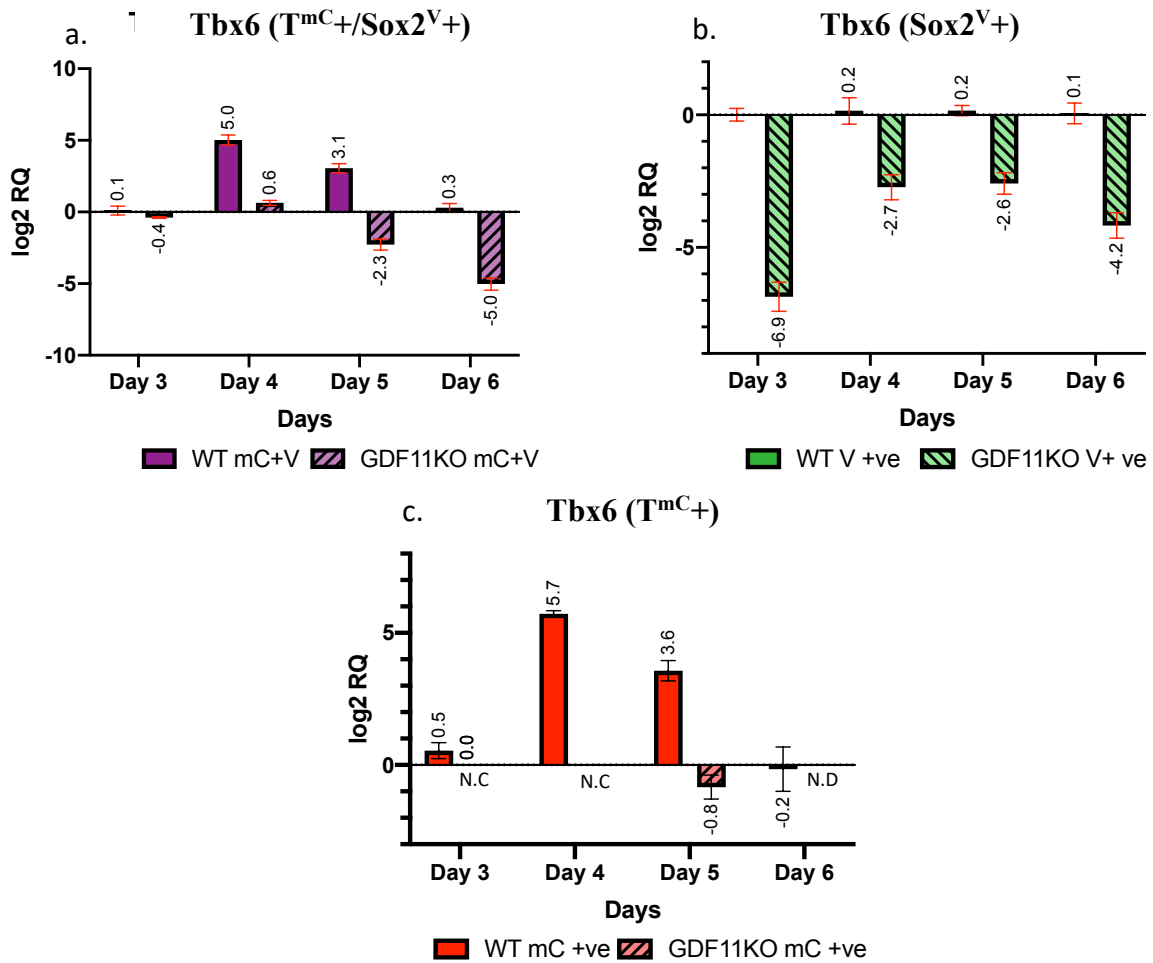 a.
Tbx6 (TmC+/Sox2V+)
10
5
0
-5
-10
log2 RQ
0.1
-0.4
5.0
0.6
3.1
-2.3
0.3
-5.0
Day 3 Day 4 Day 5 Day 6
Days
WT mC+V GDF11KO mC+V
b.
Tbx6 (Sox2V+)
0
-5
log2 RQ
-6.9
0.2
-2.7
0.2
-2.6
0.1
-4.2
Day 3 Day 4 Day 5 Day 6
Days
WT V +ve GDF11KO V+ ve
c.
Tbx6 (TmC+)
5
0
log2 RQ
0.5
0.0
N.C
5.7
N.C
3.6
-0.8
-0.2
N.D
Day 3 Day 4 Day 5 Day 6
Days
WT mC +ve GDF11KO mC +ve